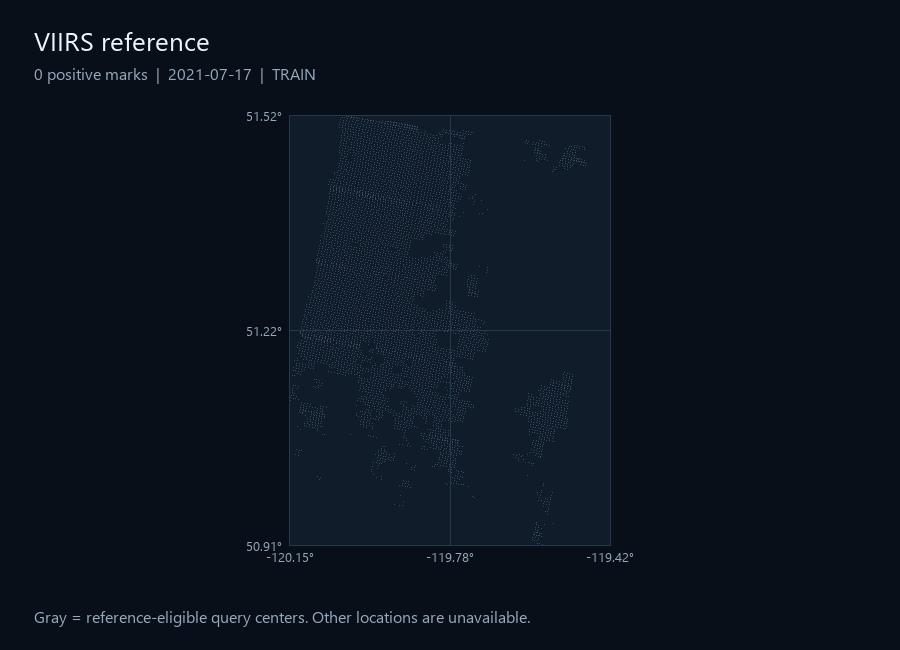 VIIRS reference
0 positive marks | 2021-07-17 | TRAIN
51.52°
51.22°
50.91°
-120.15°
-119.78°
-119.42°
Gray = reference-eligible query centers. Other locations are unavailable.